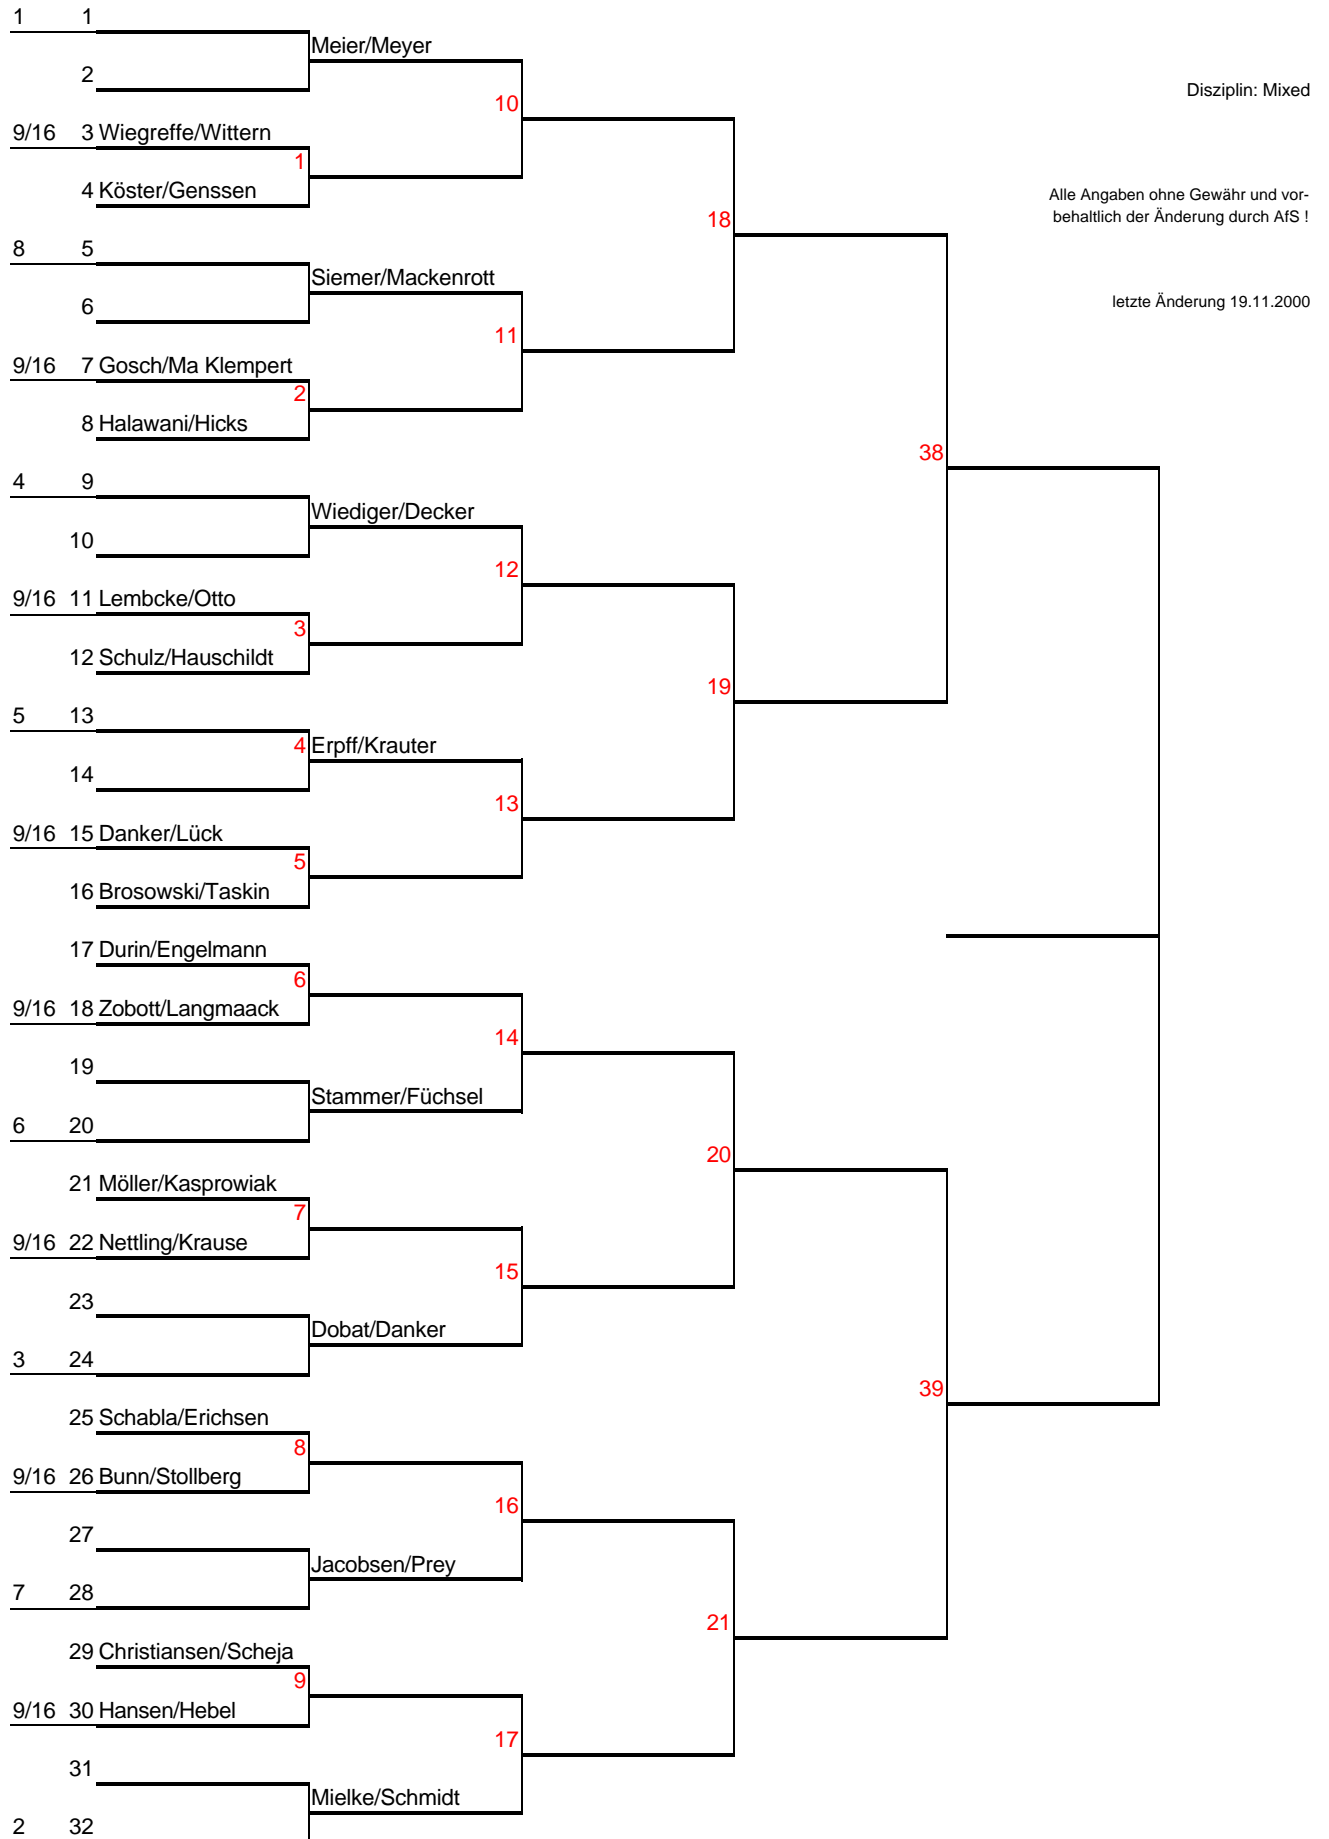 1 1
Meier/Meyer
2
Disziplin: Mixed
10
9/16 3 Wiegreffe/Wittern
1
4 Köster/Genssen
Alle Angaben ohne Gewähr und vor-
behaltlich der Änderung durch AfS !
18
8 5
Siemer/Mackenrott
6
letzte Änderung 19.11.2000
11
9/16 7 Gosch/Ma Klempert
2
8 Halawani/Hicks
38
4 9
Wiediger/Decker
10
12
9/16 11 Lembcke/Otto
3
12 Schulz/Hauschildt
19
5 13
4 Erpff/Krauter
14
13
9/16 15 Danker/Lück
5
16 Brosowski/Taskin
17 Durin/Engelmann
6
9/16 18 Zobott/Langmaack
14
19
Stammer/Füchsel
6 20
20
21 Möller/Kasprowiak
7
9/16 22 Nettling/Krause
15
23
Dobat/Danker
3 24
39
25 Schabla/Erichsen
8
9/16 26 Bunn/Stollberg
16
27
Jacobsen/Prey
7 28
21
29 Christiansen/Scheja
9
9/16 30 Hansen/Hebel
17
31
Mielke/Schmidt
2 32